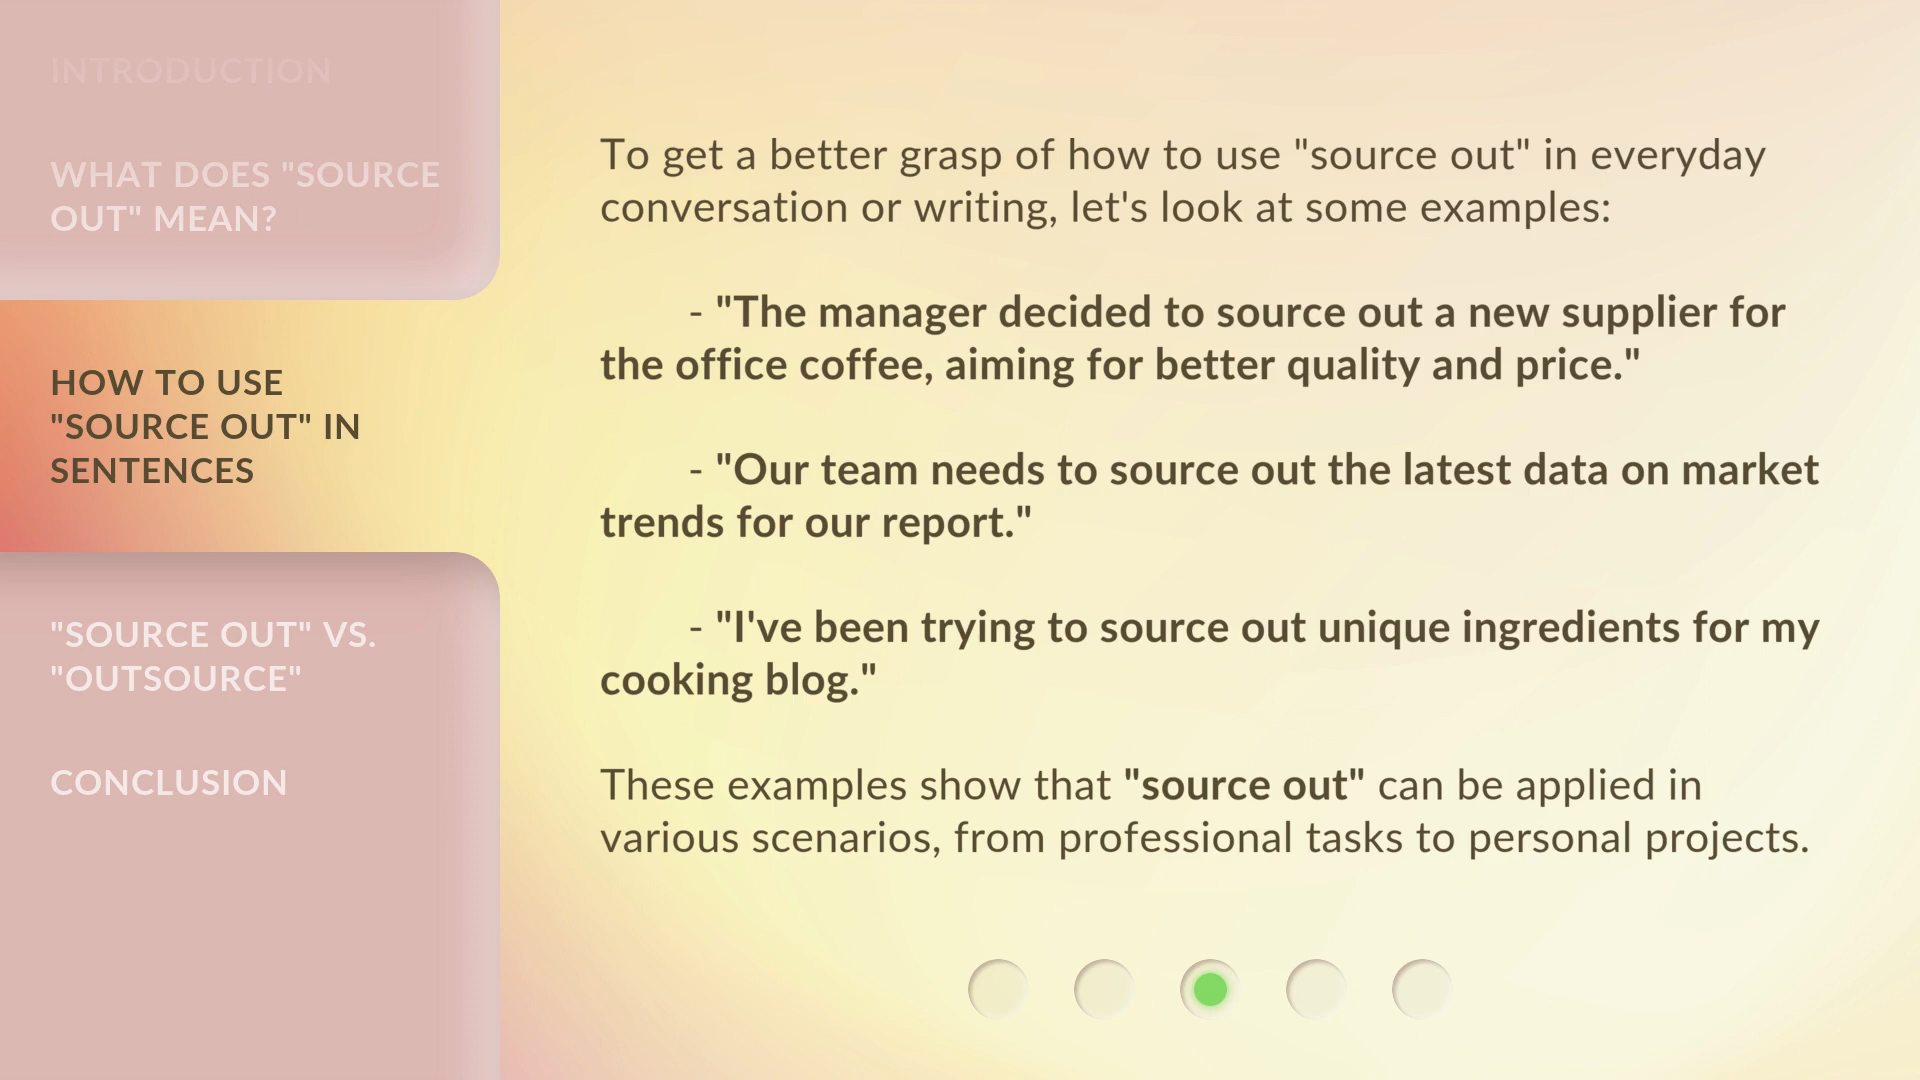 INTRODUCTION
WHAT DOES "SOURCE
OUT" MEAN?
HOW TO USE
"SOURCE OUT" IN
SENTENCES
"SOURCE OUT" VS.
"OUTSOURCE"
CONCLUSION
To get a better grasp of how to use "source out" in everyday
conversation or writing, let's look at some examples:
- "The manager decided to source out a new supplier for
the office coffee, aiming for better quality and price."
- "Our team needs to source out the latest data on market
trends for our report."
- "I've been trying to source out unique ingredients for my
cooking blog."
These examples show that "source out" can be applied in
various scenarios, from professional tasks to personal projects.